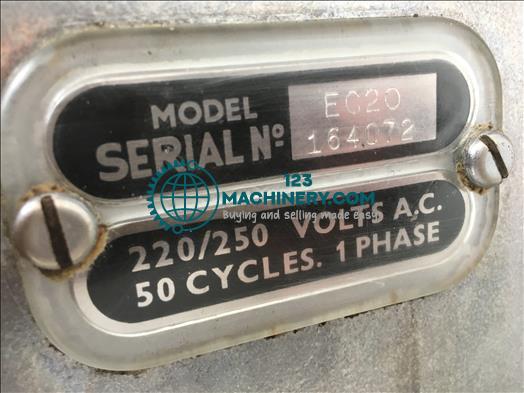 MODEL EC20
SERIAL Nº 164072
123
MACHINERY.COM
Buying and selling made easy
220/250 VOLTS A.C.
50 CYCLES. 1 PHASE